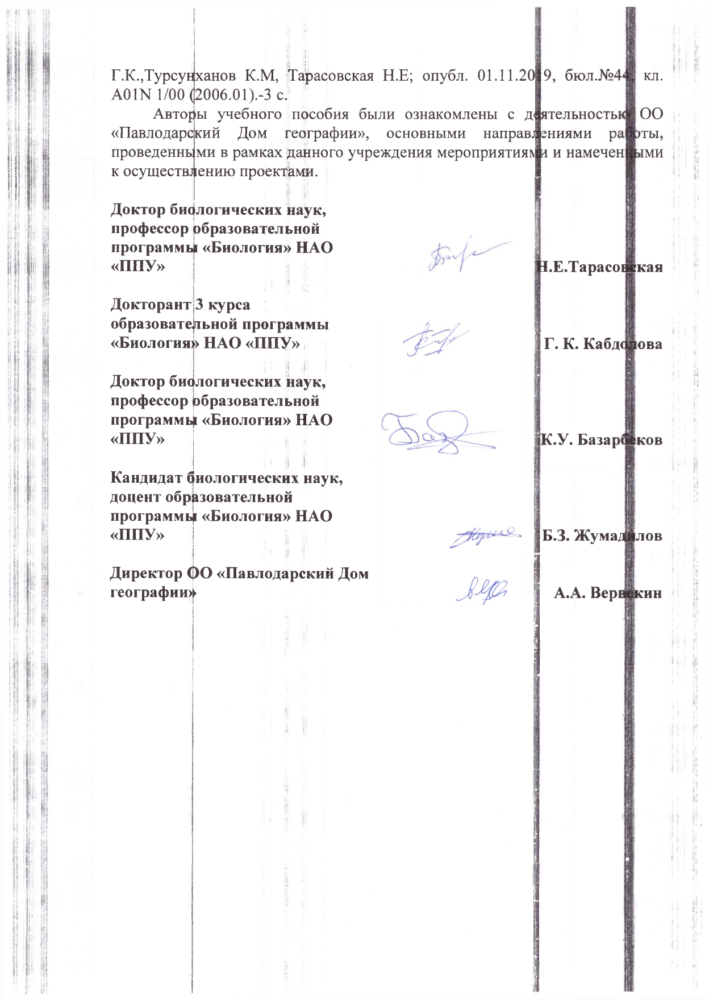 Г.К.,Турсунханов К.М, Тарасовская Н.Е; опубл. 01.11.2019, бюл.№44, кл.
A01N 1/00 (2006.01).-3 с.
Авторы учебного пособия были ознакомлены с деятельностью ОО
«Павлодарский Дом географии», основными направлениями работы,
проведенными в рамках данного учреждения мероприятиями и намеченными
к осуществлению проектами.
Доктор биологических наук,
профессор образовательной
программы «Биология» НАО
«ППУ» Н.Е.Тарасовская
Докторант 3 курса
образовательной программы
«Биология» НАО «ППУ» Г. К. Кабдолова
Доктор биологических наук,
профессор образовательной
программы «Биология» НАО
«ППУ» К.У. Базарбеков
Кандидат биологических наук,
доцент образовательной
программы «Биология» НАО
«ППУ» Б.З. Жумадилов
Директор ОО «Павлодарский Дом
географии» А.А. Вервекин